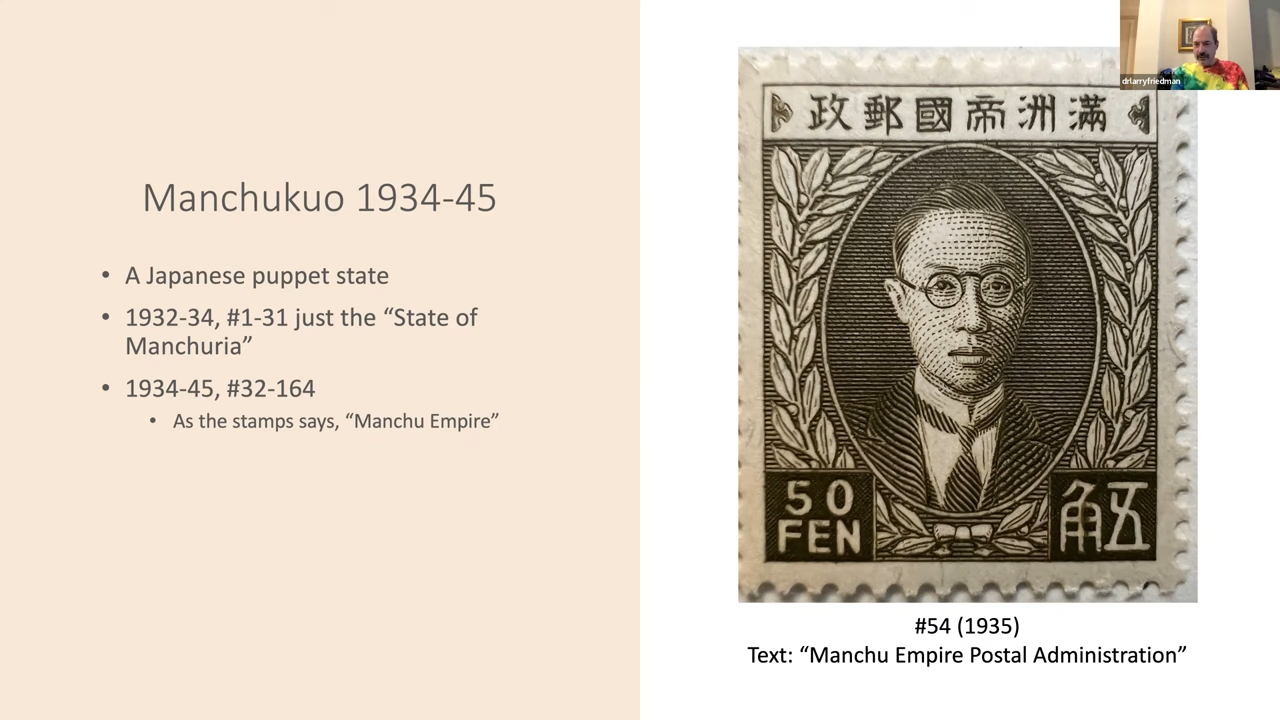 Manchukuo 1934-45
• A Japanese puppet state
• 1932-34, #1-31 just the “State of
Manchuria”
• 1934-45, #32-164
• As the stamps says, “Manchu Empire”
drlarryfriedman
政郵國帝洲滿
50
FEN
角五
#54 (1935)
Text: “Manchu Empire Postal Administration”